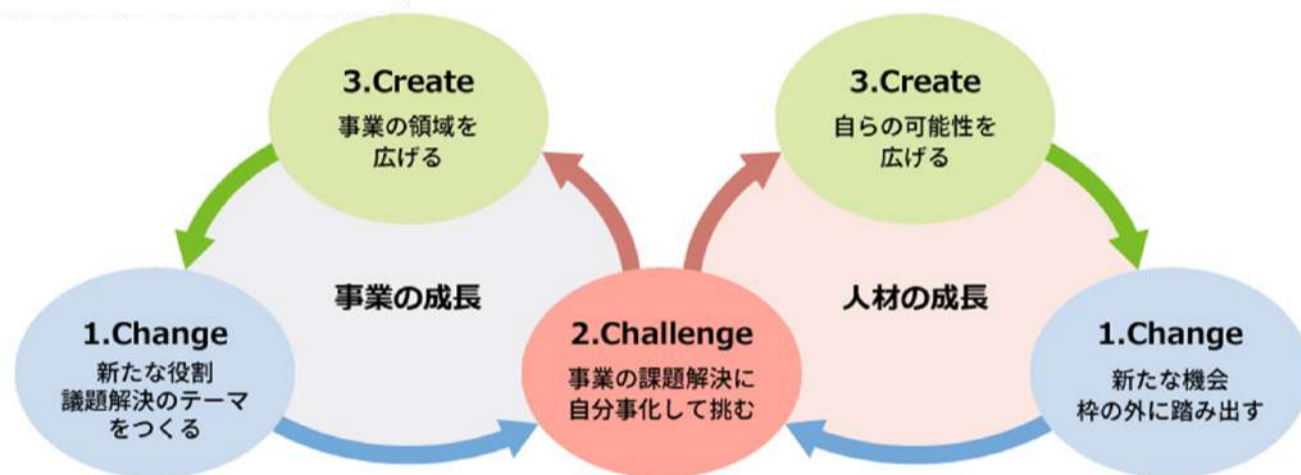 3.Create
事業の領域を
広げる
3.Create
自らの可能性を
広げる
事業の成長
人材の成長
1.Change
新たな役割
議題解決のテーマ
をつくる
2.Challenge
事業の課題解決に
自分事化して挑む
1.Change
新たな機会
枠の外に踏み出す